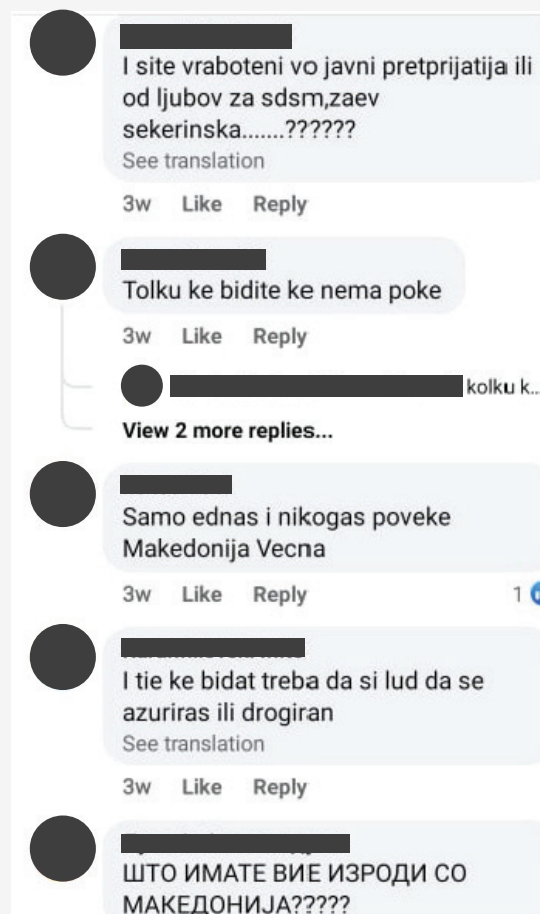 I site vraboteni vo javni pretprijatija ili
od ljubov za sdsm,zaev
sekerinska.......??????
See translation
3w Like Reply
Tolku ke bidite ke nema poke
3w Like Reply
kolku k...
View 2 more replies...
Samo ednas i nikogas poveke
Makedonija Vecna
3w Like Reply 1
I tie ke bidat treba da si lud da se
azuriras ili drogiran
See translation
3w Like Reply
ШТО ИМАТЕ ВИЕ ИЗРОДИ СО
МАКЕДОНИЈА?????